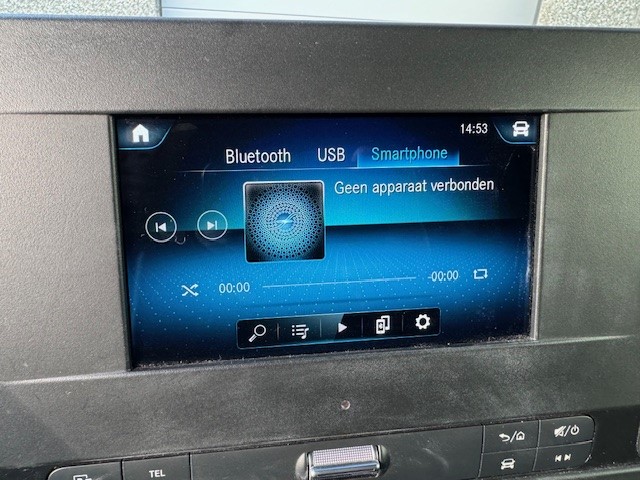 14:53
Bluetooth USB Smartphone
Geen apparaat verbonden
00:00 -00:00
TEL